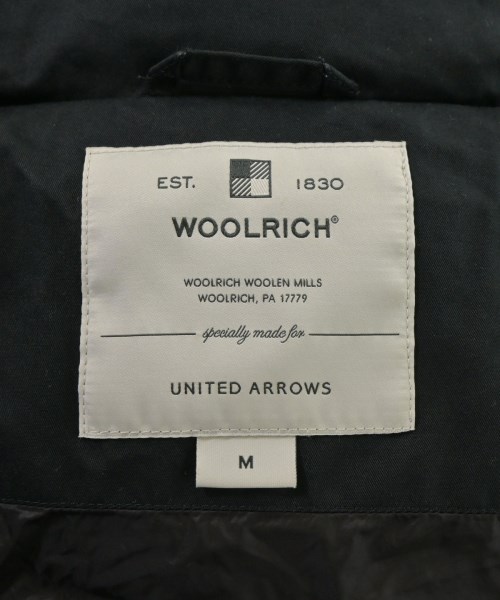 EST. 1830
WOOLRICH®
WOOLRICH WOOLEN MILLS
WOOLRICH, PA 17779
specially made for
UNITED ARROWS
M